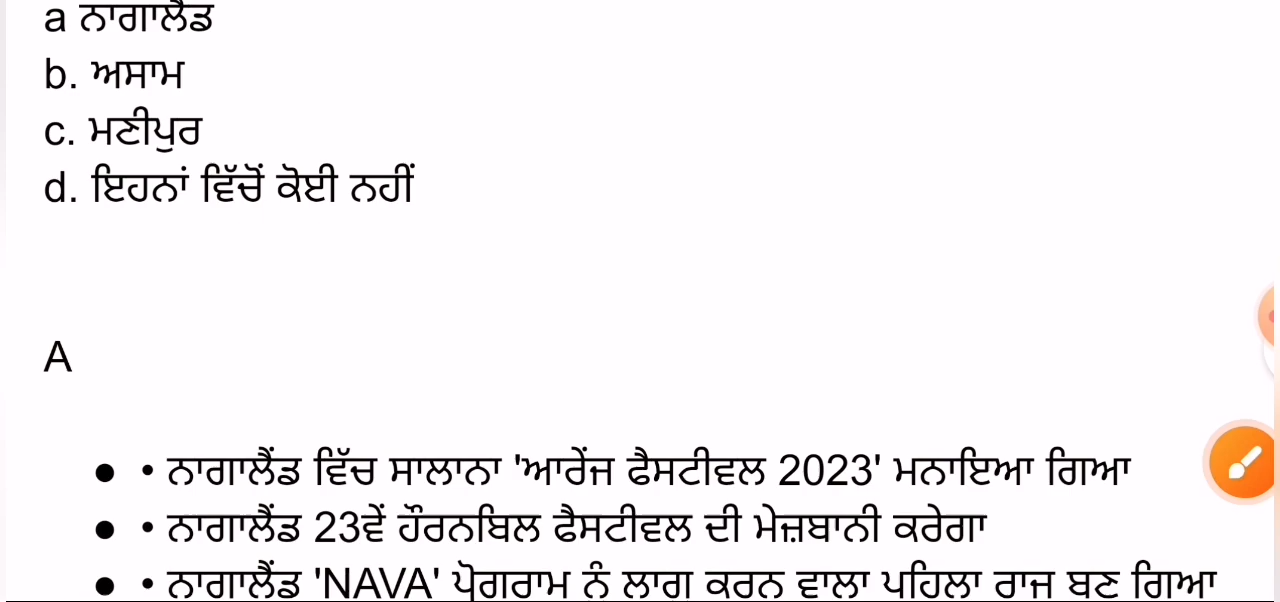 a ਨਾਗਾਲੈਂਡ
b. ਅਸਾਮ
c. ਮਣੀਪੁਰ
d. ਇਹਨਾਂ ਵਿੱਚੋਂ ਕੋਈ ਨਹੀਂ
A
● • ਨਾਗਾਲੈਂਡ ਵਿੱਚ ਸਾਲਾਨਾ 'ਆਰੇਂਜ ਫੈਸਟੀਵਲ 2023' ਮਨਾਇਆ ਗਿਆ
● • ਨਾਗਾਲੈਂਡ 23ਵੇਂ ਹੌਰਨਬਿਲ ਫੈਸਟੀਵਲ ਦੀ ਮੇਜ਼ਬਾਨੀ ਕਰੇਗਾ
● • ਨਾਗਾਲੈਂਡ 'NAVA' ਪ੍ਰੋਗਰਾਮ ਨੂੰ ਲਾਗੂ ਕਰਨ ਵਾਲਾ ਪਹਿਲਾ ਰਾਜ ਬਣ ਗਿਆ